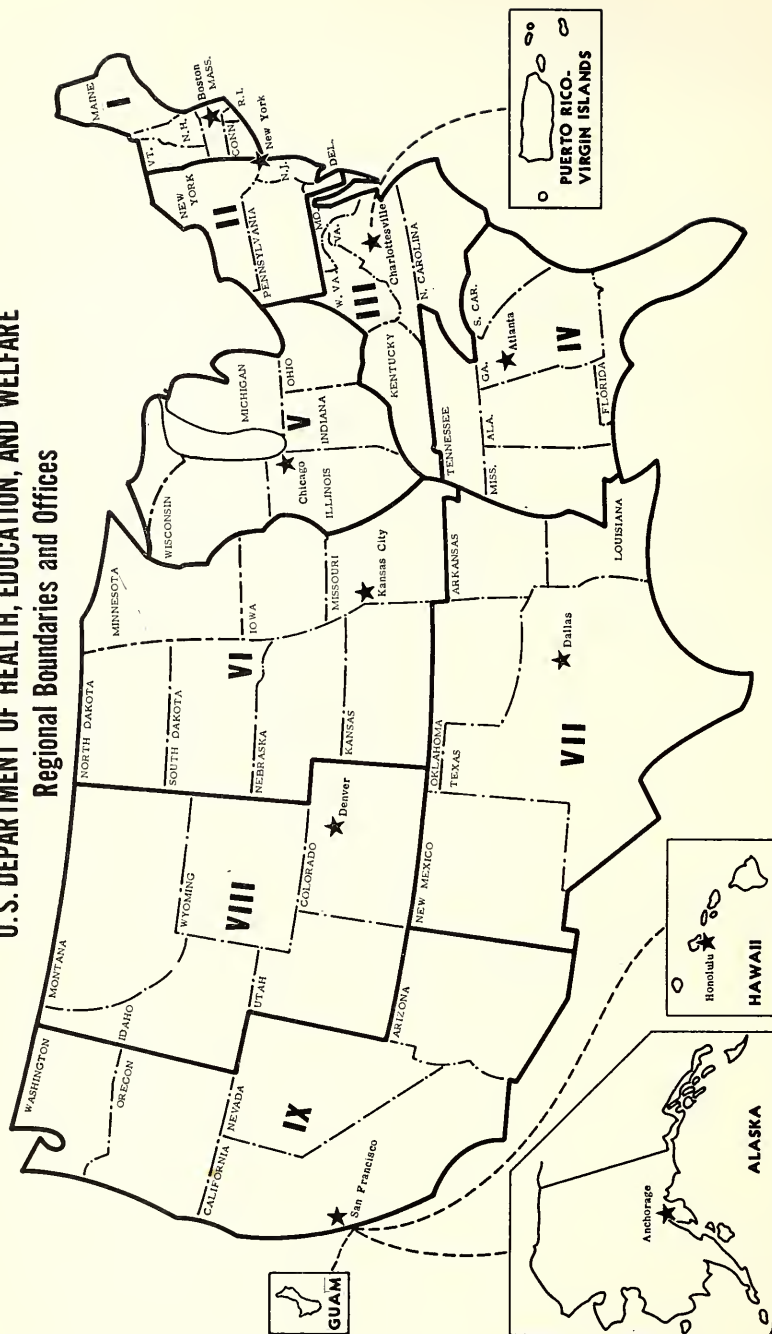 U.S. DEPARTMENT OF HEALTH, EDUCATION, AND WELFARE
Regional Boundaries and Offices
WASHINGTON
OREGON
CALIFORNIA
NEVADA
IX
San Francisco
ARIZONA
MONTANA
IDAHO
WYOMING
VIII
UTAH
COLORADO
Denver
NORTH DAKOTA
SOUTH DAKOTA
NEBRASKA
KANSAS
MINNESOTA
VI
IOWA
MISSOURI
Kansas City
NEW MEXICO
OKLAHOMA
TEXAS
VII
Dallas
ARKANSAS
LOUISIANA
WISCONSIN
MICHIGAN
Chicago
ILLINOIS
V
INDIANA
OHIO
KENTUCKY
TENNESSEE
MISS.
ALA.
GA.
S. CAR.
Atlanta
IV
FLORIDA
W. VA.
III
VA.
MD.
Charlottesville
N. CAROLINA
NEW YORK
II
PENNSYLVANIA
N.J.
DEL.
New York
MAINE
I
VT.
N.H.
Boston
MASS.
CONN.
R.I.
PUERTO RICO-
VIRGIN ISLANDS
GUAM
Anchorage
ALASKA
Honolulu
HAWAII